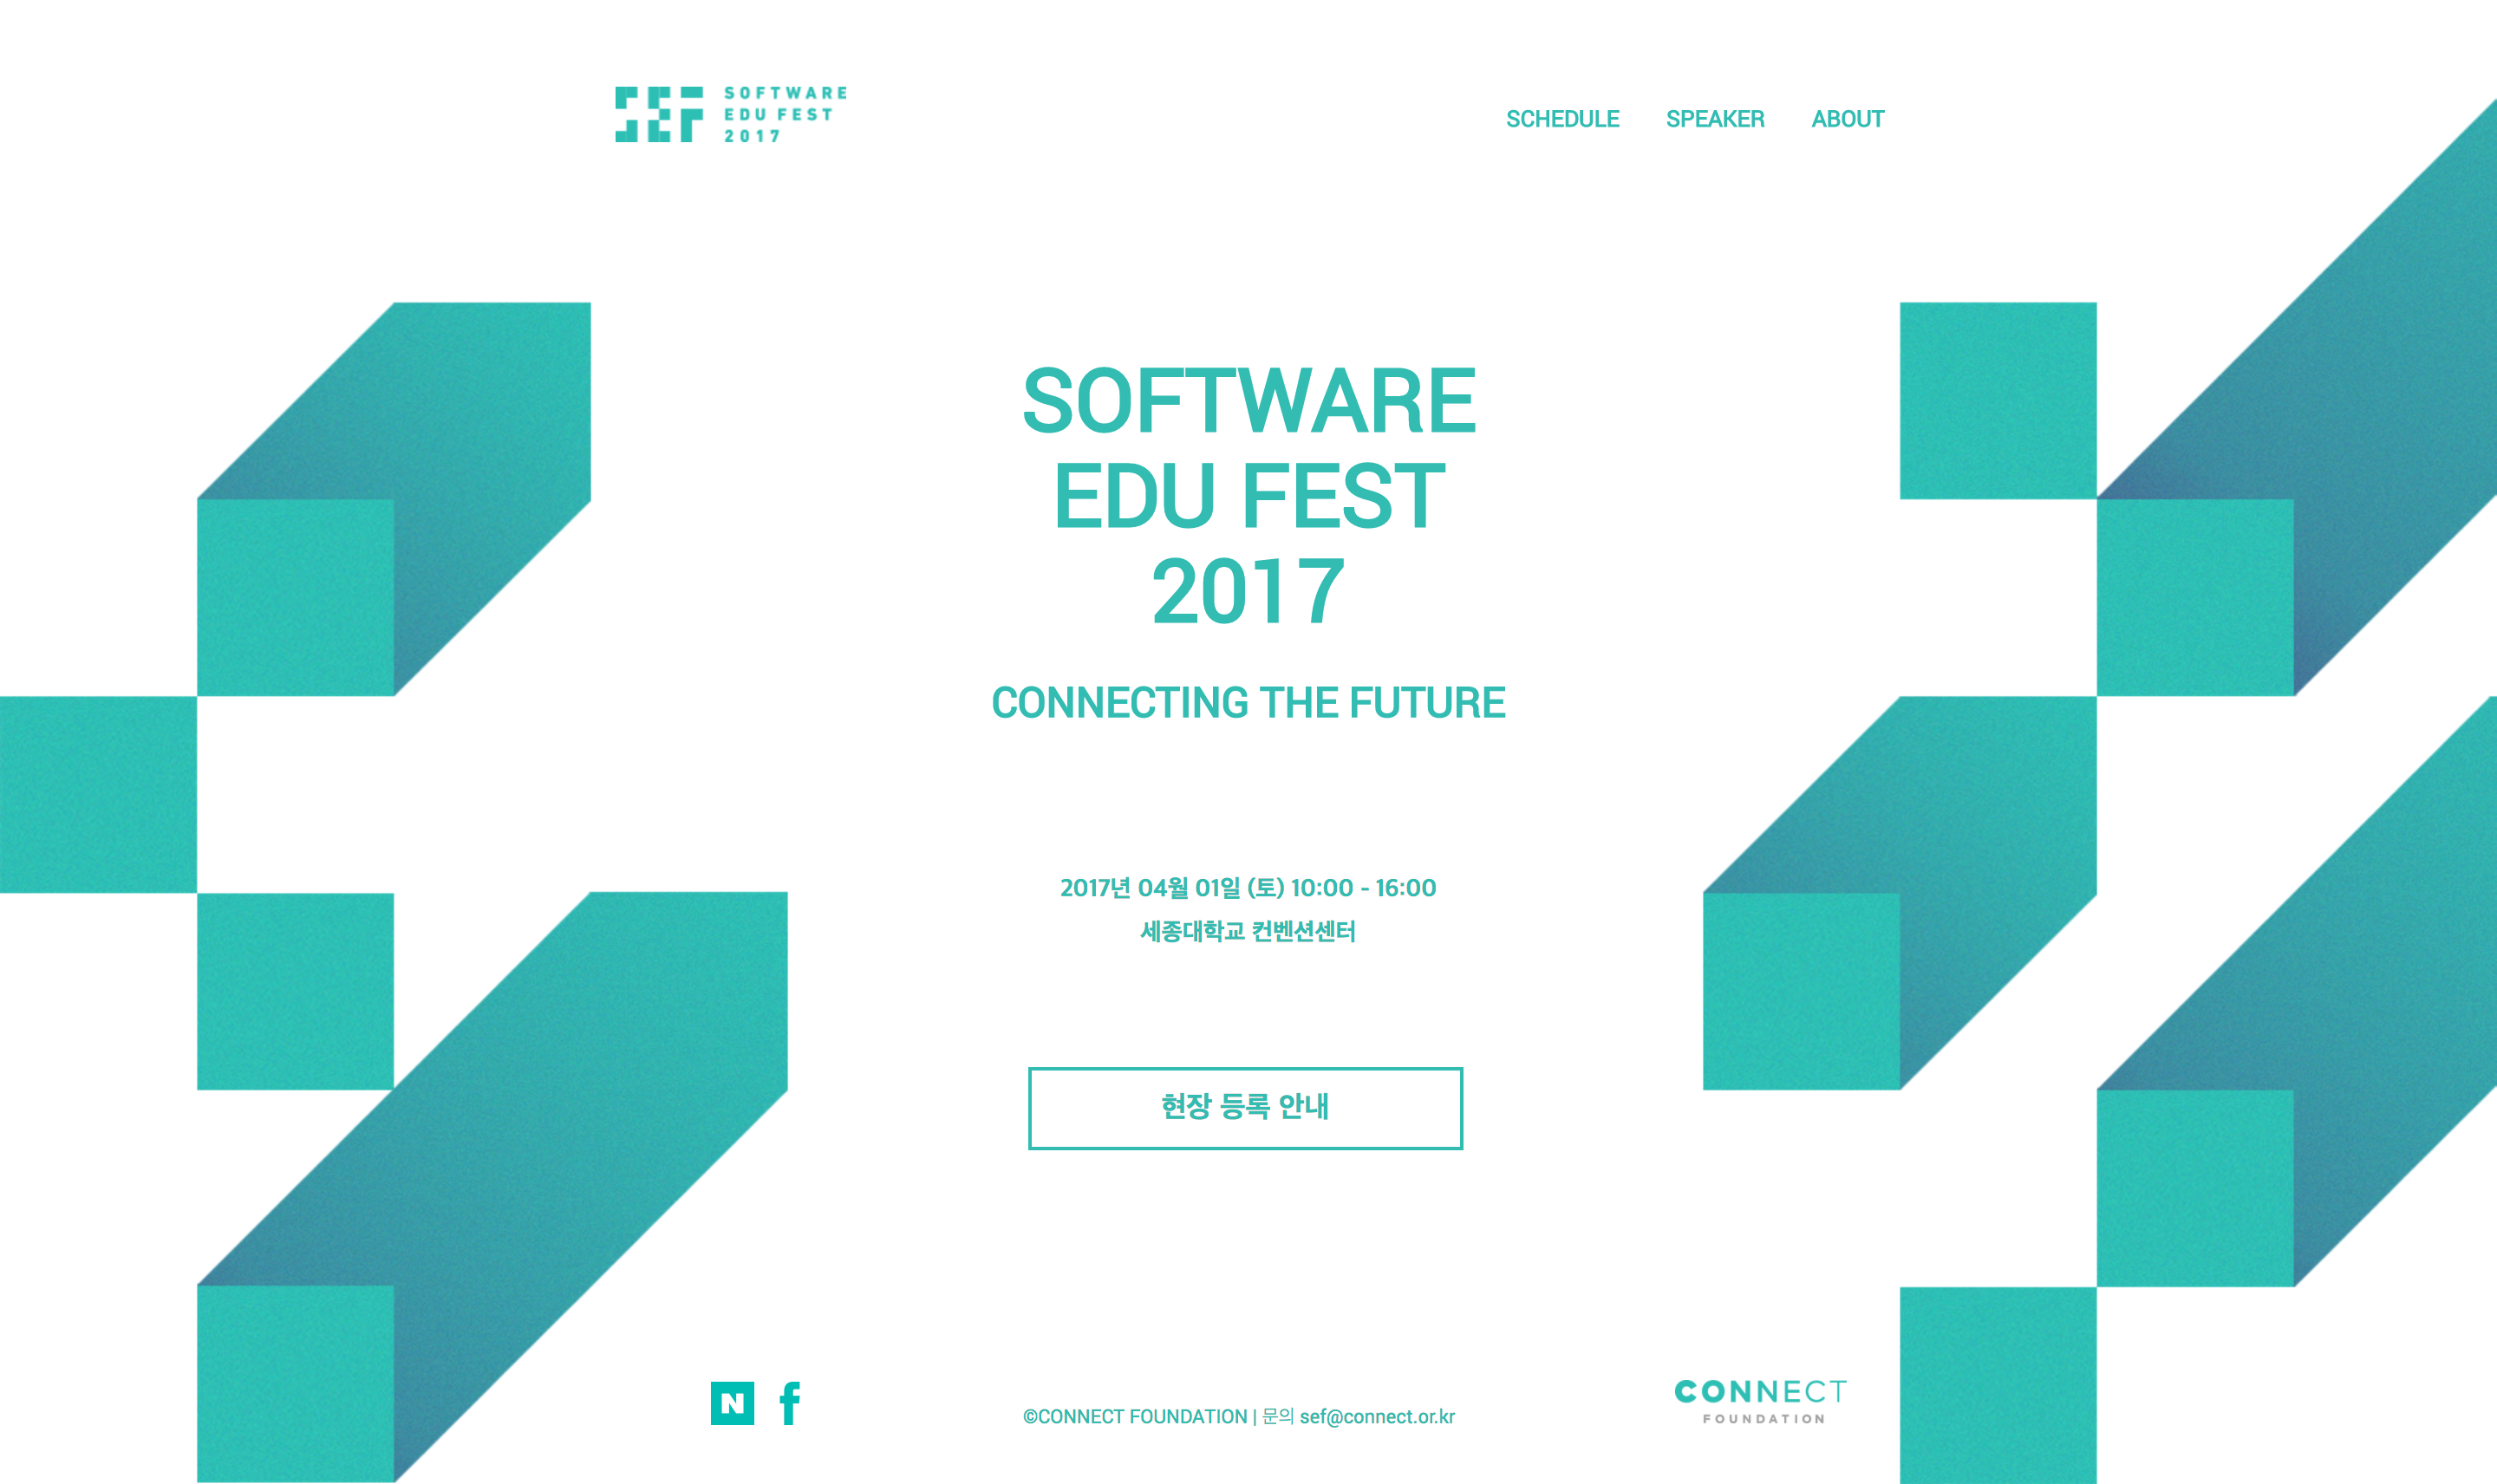 SEF
SOFTWARE
EDU FEST
2017
SCHEDULE SPEAKER ABOUT
SOFTWARE
EDU FEST
2017
CONNECTING THE FUTURE
2017년 04월 01일 (토) 10:00 - 16:00
세종대학교 컨벤션센터
현장 등록 안내
N f
©CONNECT FOUNDATION | 문의 sef@connect.or.kr
CONNECT
FOUNDATION